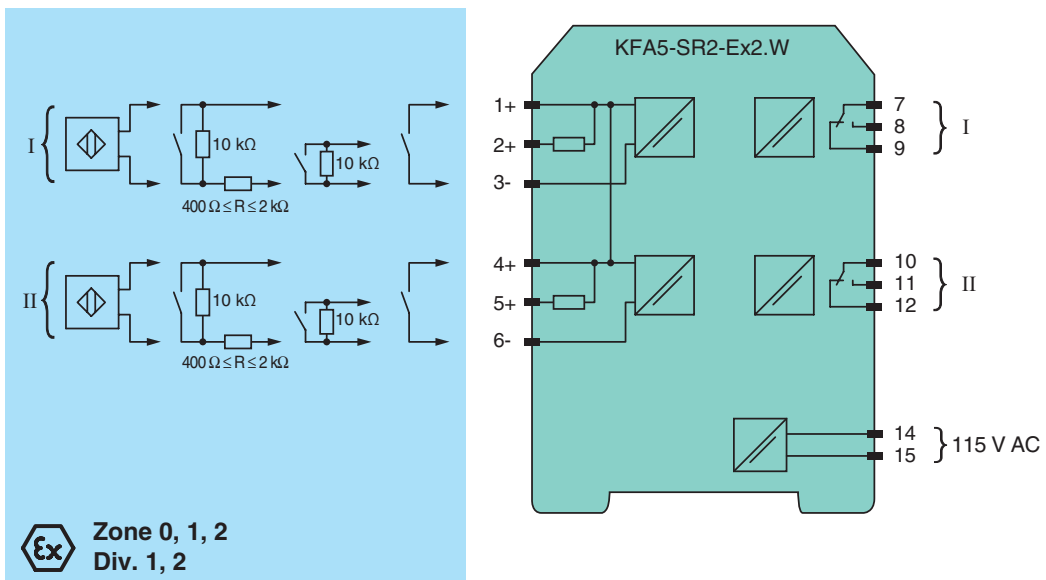 KFA5-SR2-Ex2.W
I
10 kΩ
10 kΩ
400 Ω ≤ R ≤ 2 kΩ
1+
2+
3-
7
8
9
I
II
10 kΩ
10 kΩ
400 Ω ≤ R ≤ 2 kΩ
4+
5+
6-
10
11
12
II
14
15
115 V AC
Ex
Zone 0, 1, 2
Div. 1, 2